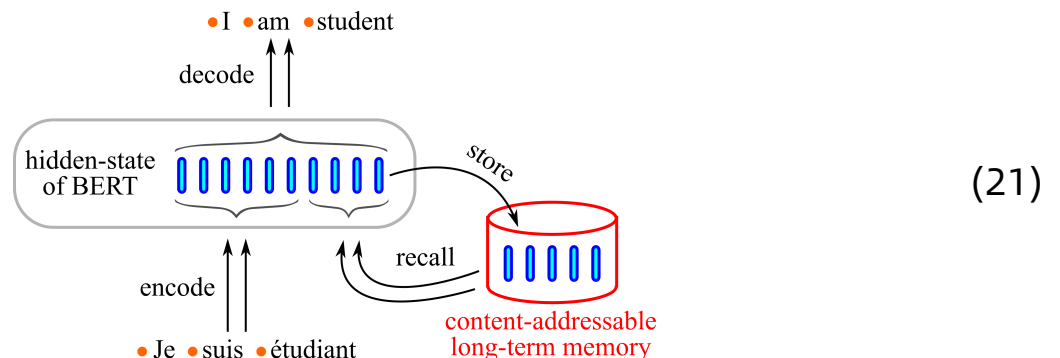 • I • am • student
decode
hidden-state
of BERT
store
(21)
recall
encode
content-addressable
long-term memory
• Je • suis • étudiant